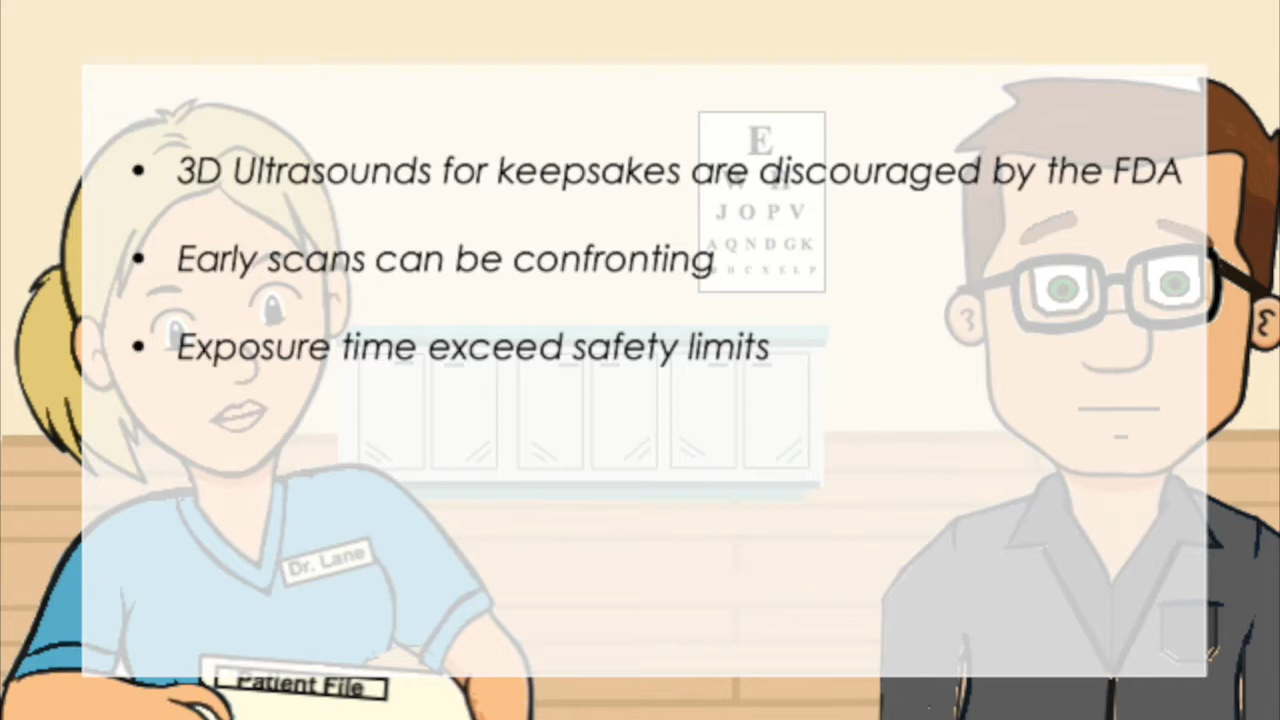 E
J O P V
• 3D Ultrasounds for keepsakes are discouraged by the FDA
A Q N D G K
• Early scans can be confronting
• Exposure time exceed safety limits
Dr. Lane
Patient File